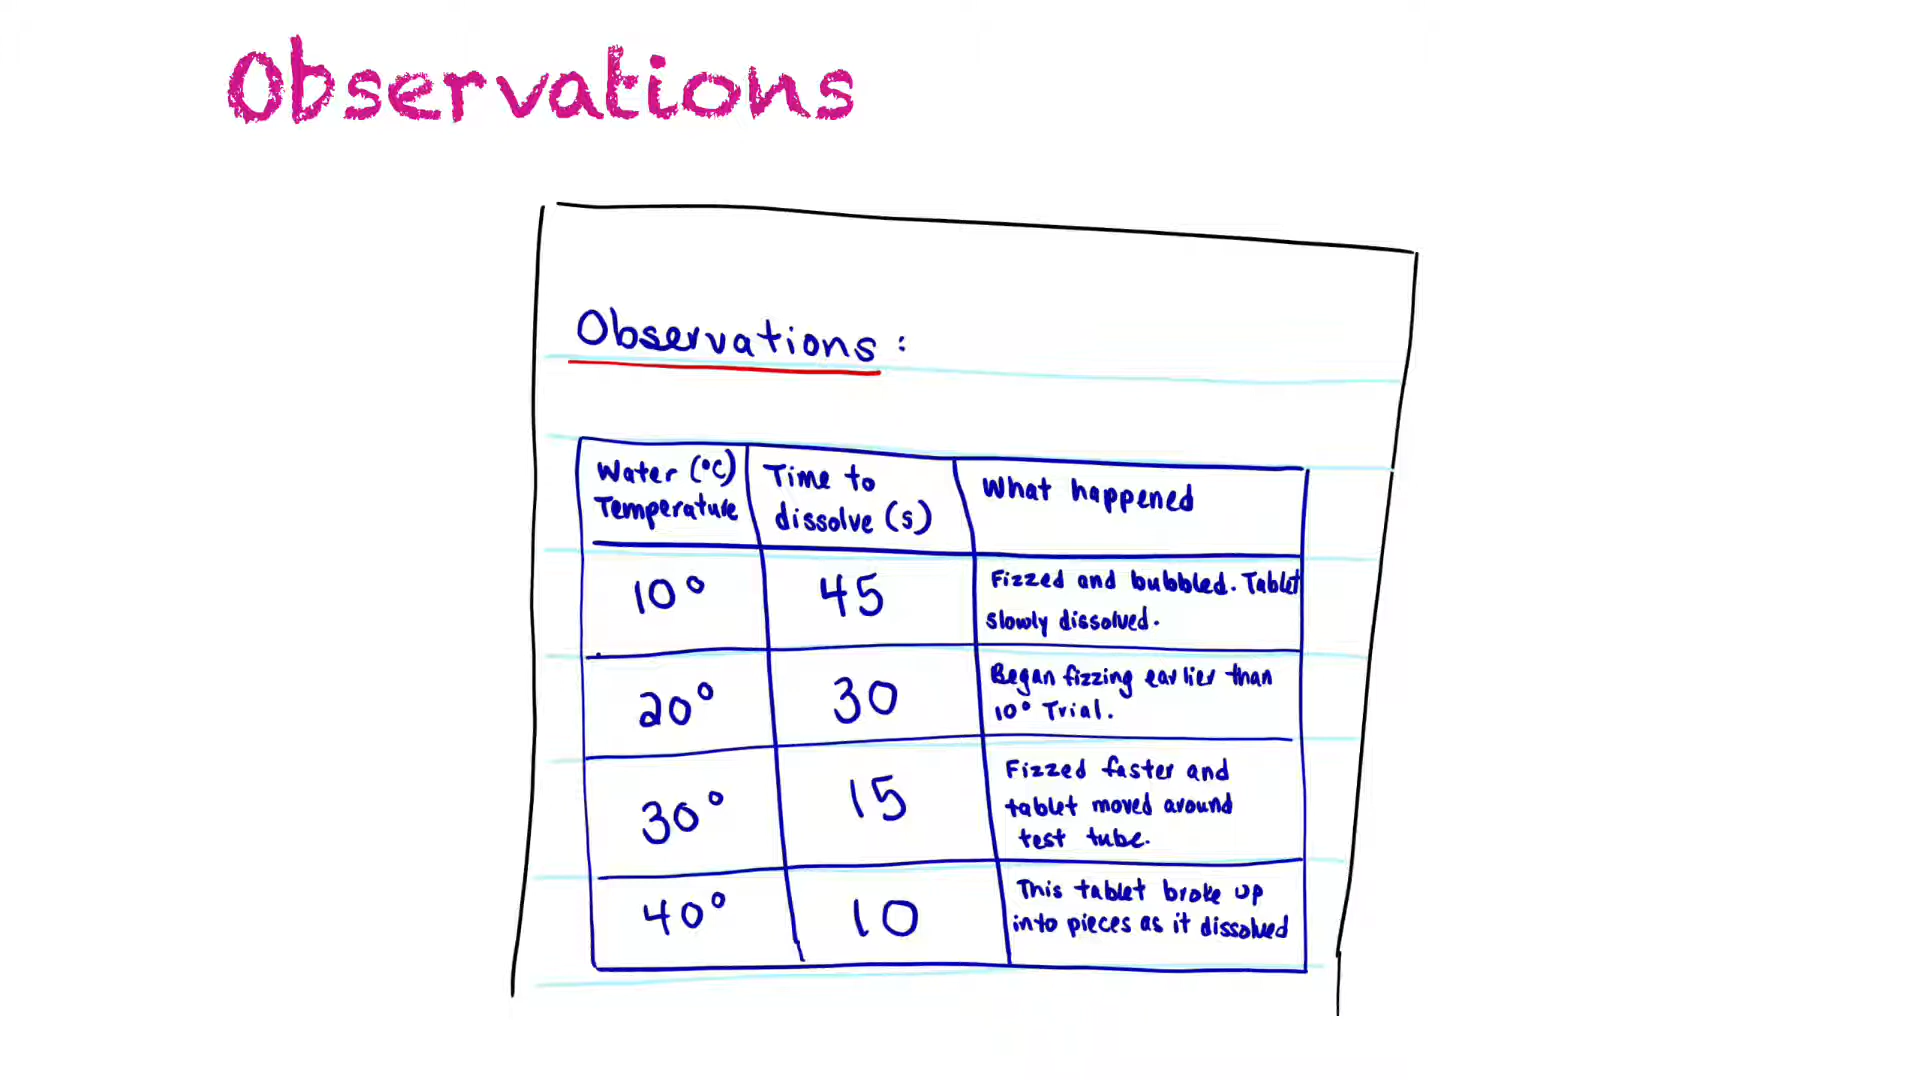 Observations
Observations :
Water (°C)
Temperature
Time to
dissolve (s)
What happened
10°
45
Fizzed and bubbled. Tablet
slowly dissolved.
20°
30
Began fizzing earlier than
10° Trial.
30°
15
Fizzed faster and
tablet moved around
test tube.
40°
10
This tablet broke up
into pieces as it dissolved